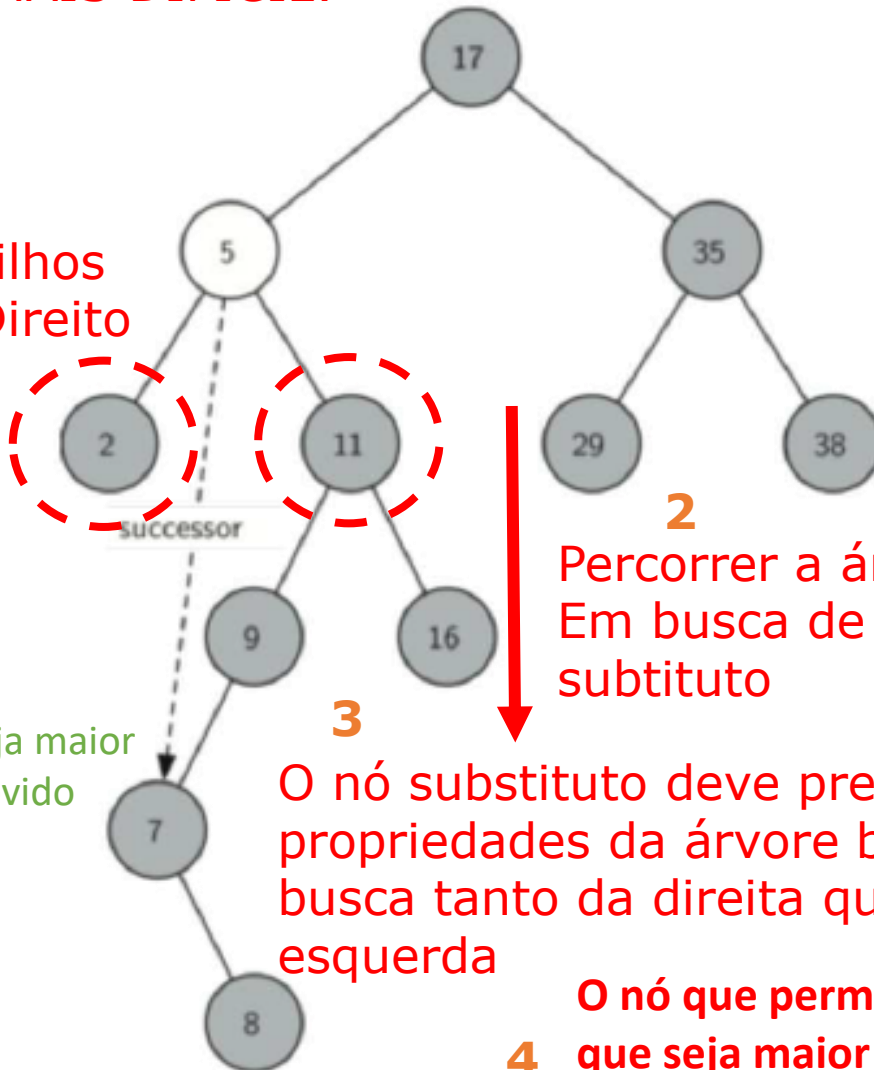 17
5
35
ilhos
Direito
2
11
29
38
successor
2
Percorrer a á
Em busca de
subtituto
9
16
3
ja maior
vido
7
O nó substituto deve pre
propriedades da árvore b
busca tanto da direita qu
esquerda
8
O nó que perm
4 que seja maior